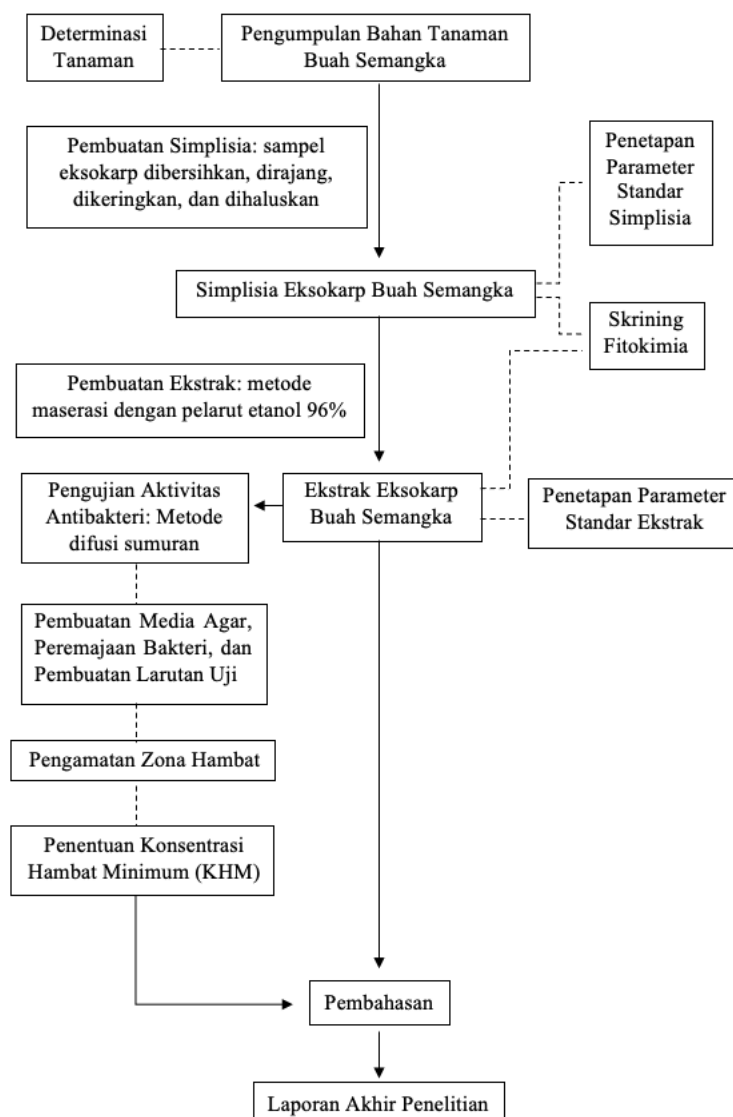 Determinasi
Tanaman
Pengumpulan Bahan Tanaman
Buah Semangka
Pembuatan Simplisia: sampel
eksokarp dibersihkan, dirajang,
dikeringkan, dan dihaluskan
Penetapan
Parameter
Standar
Simplisia
Simplisia Eksokarp Buah Semangka
Skrining
Fitokimia
Pembuatan Ekstrak: metode
maserasi dengan pelarut etanol 96%
Pengujian Aktivitas
Antibakteri: Metode
difusi sumuran
Ekstrak Eksokarp
Buah Semangka
Penetapan Parameter
Standar Ekstrak
Pembuatan Media Agar,
Peremajaan Bakteri, dan
Pembuatan Larutan Uji
Pengamatan Zona Hambat
Penentuan Konsentrasi
Hambat Minimum (KHM)
Pembahasan
Laporan Akhir Penelitian